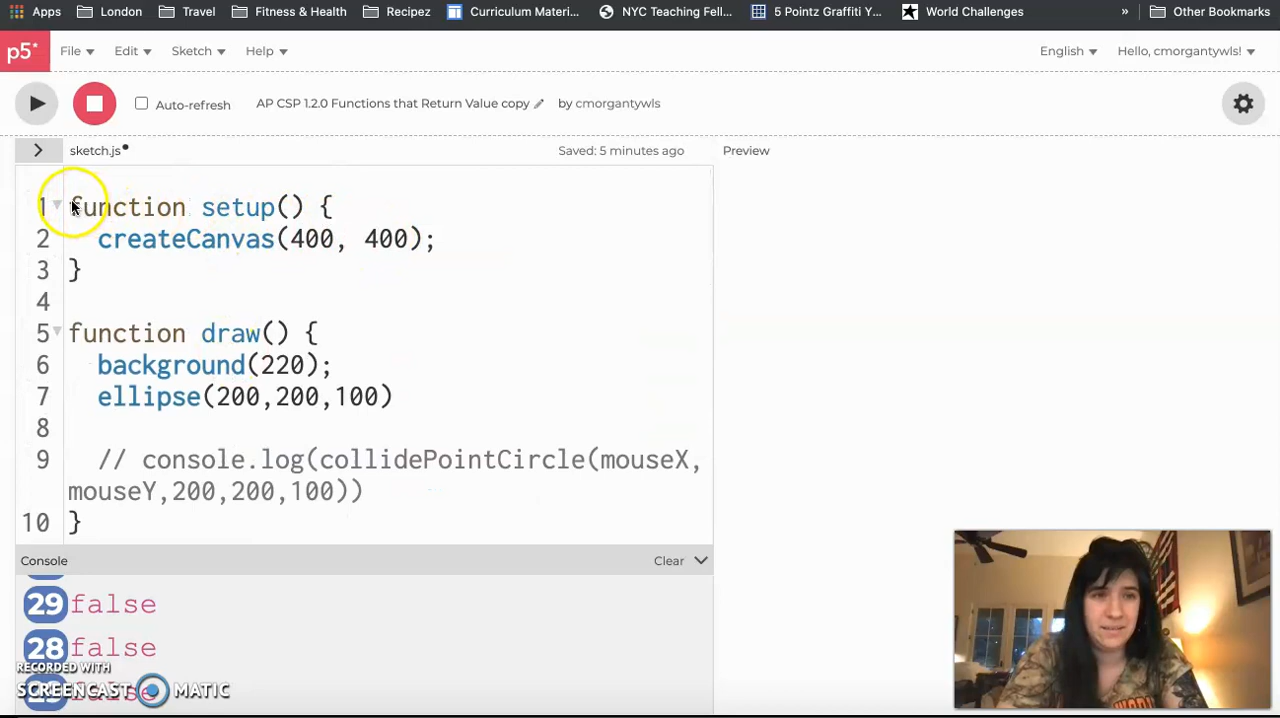 Apps London Travel Fitness & Health Recipez Curriculum Materi... NYC Teaching Fell... 5 Pointz Graffiti Y... World Challenges » Other Bookmarks
p5* File Edit Sketch Help English Hello, cmorgantywls!
Auto-refresh AP CSP 1.2.0 Functions that Return Value copy by cmorgantywls
sketch.js Saved: 5 minutes ago Preview
1 function setup() {
2 createCanvas(400, 400);
3 }
4
5 function draw() {
6 background(220);
7 ellipse(200,200,100)
8
9 // console.log(collidePointCircle(mouseX,
mouseY,200,200,100))
10 }
Console Clear
29 false
28 false
RECORDED WITH
SCREENCAST MATIC